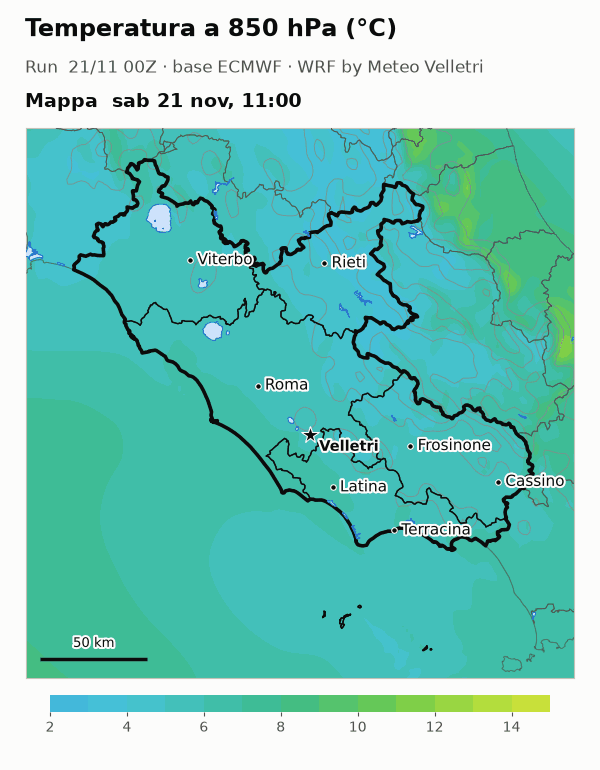 Temperatura a 850 hPa (°C)
Run  21/11 00Z · base ECMWF · WRF by Meteo Velletri
Mappa  sab 21 nov, 11:00
Viterbo
Rieti
Roma
Velletri
Frosinone
Latina
Cassino
Terracina
50 km
2 4 6 8 10 12 14